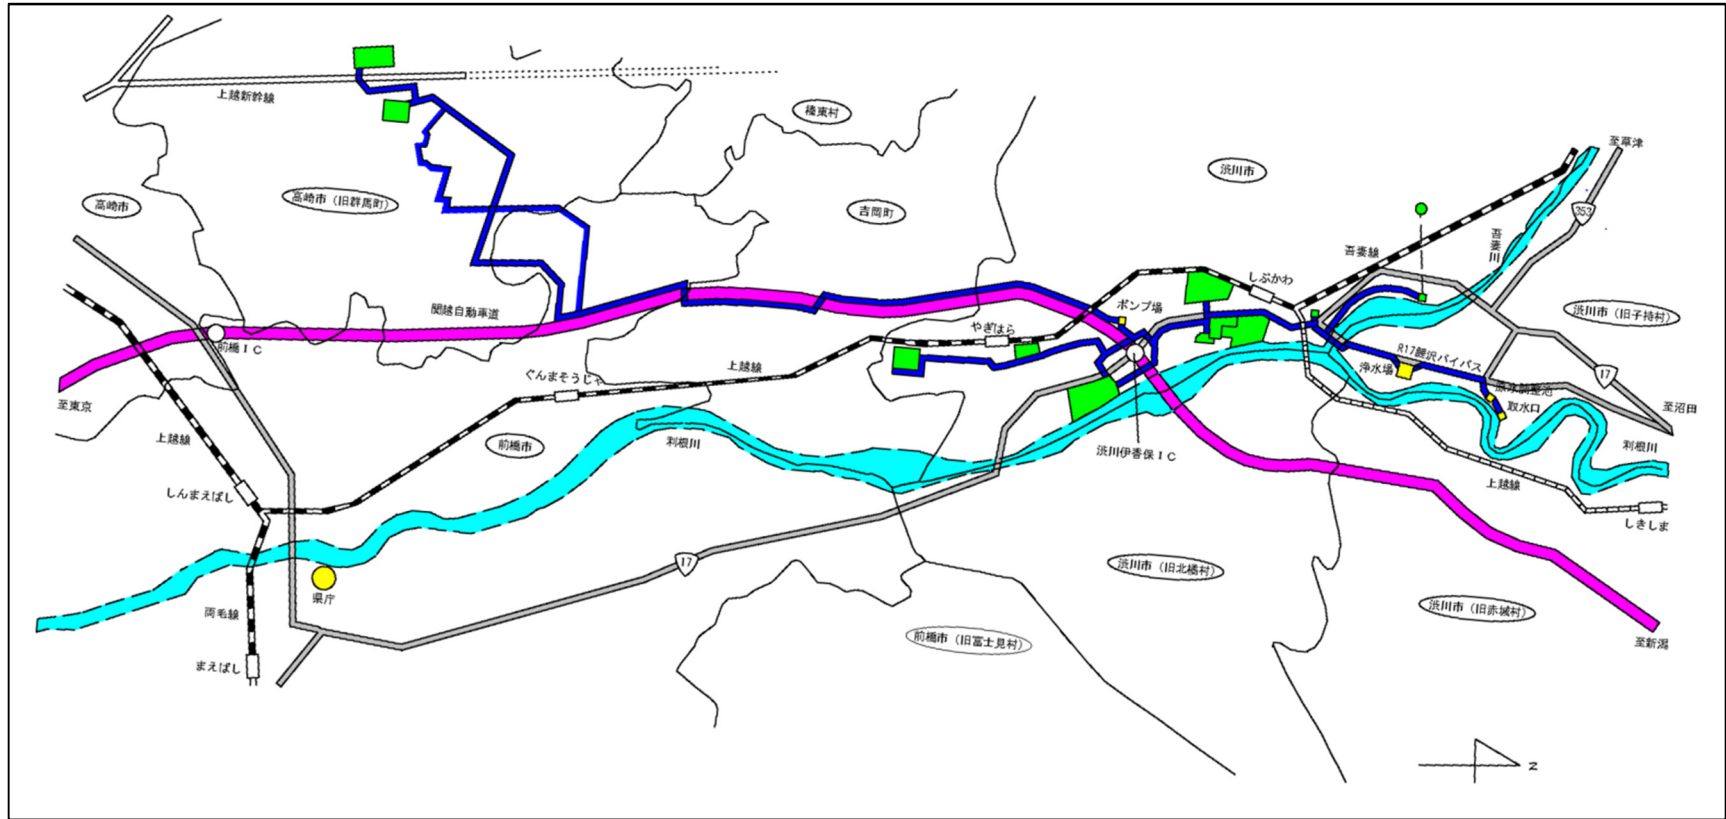 上越新幹線
榛東村
至草津
渋川市
高崎市
高崎市（旧群馬町）
吉岡町
353
吾妻川
吾妻線
しぶかわ
渋川市（旧子持村）
関越自動車道
ポンプ場
やぎはら
前橋ＩＣ
R17鯉沢バイパス
浄水場
上越線
ぐんまそうじゃ
17
原水調整池
取水口
至沼田
至東京
上越線
前橋市
利根川
利根川
渋川伊香保ＩＣ
上越線
しんまえばし
しきしま
17
渋川市（旧北橘村）
県庁
両毛線
渋川市（旧赤城村）
前橋市（旧富士見村）
まえばし
至新潟
N